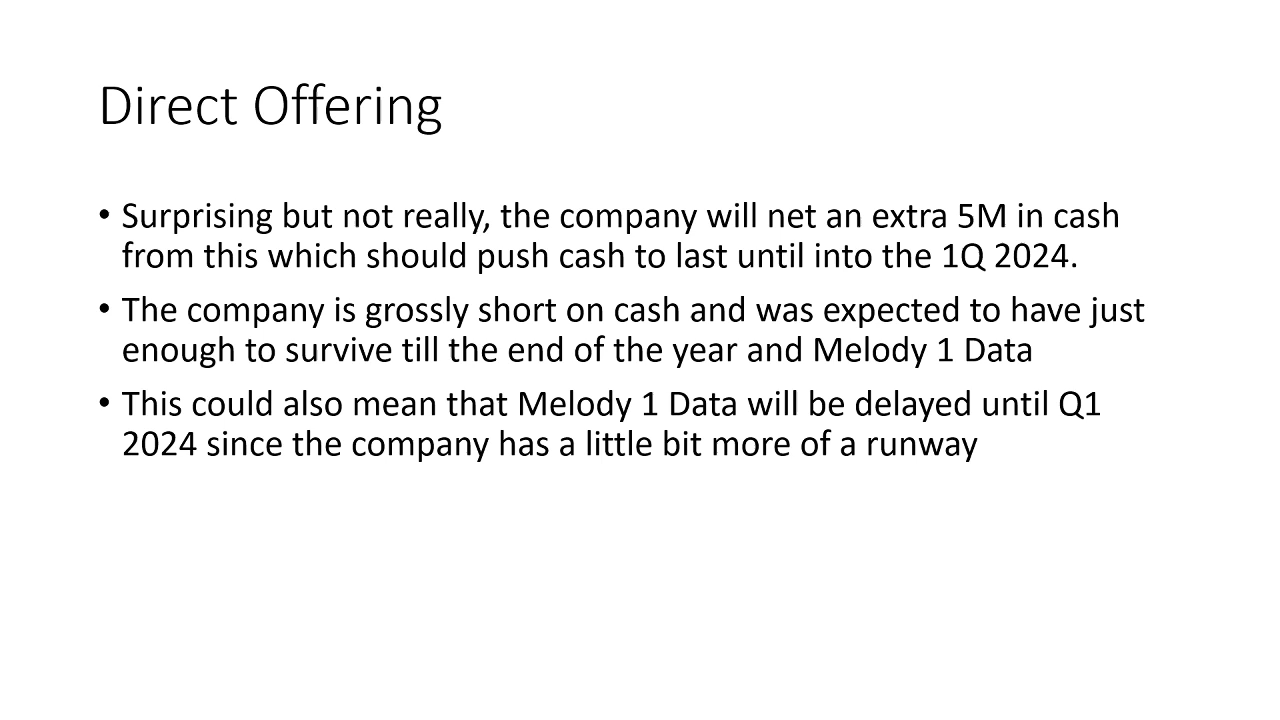 Direct Offering
• Surprising but not really, the company will net an extra 5M in cash
from this which should push cash to last until into the 1Q 2024.
• The company is grossly short on cash and was expected to have just
enough to survive till the end of the year and Melody 1 Data
• This could also mean that Melody 1 Data will be delayed until Q1
2024 since the company has a little bit more of a runway